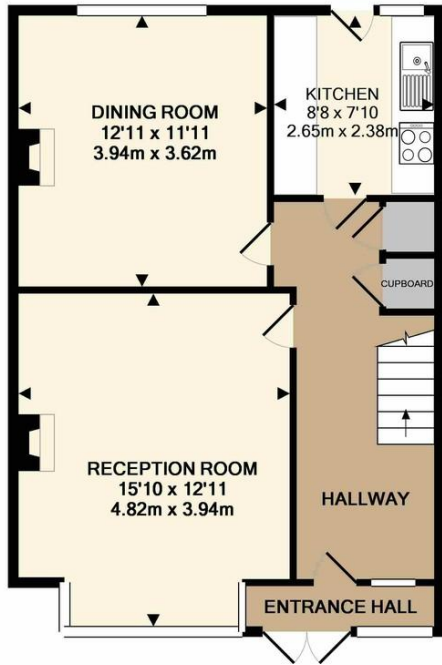 DINING ROOM
12'11 x 11'11
3.94m x 3.62m
KITCHEN
8'8 x 7'10
2.65m x 2.38m
CUPBOARD
RECEPTION ROOM
15'10 x 12'11
4.82m x 3.94m
HALLWAY
ENTRANCE HALL